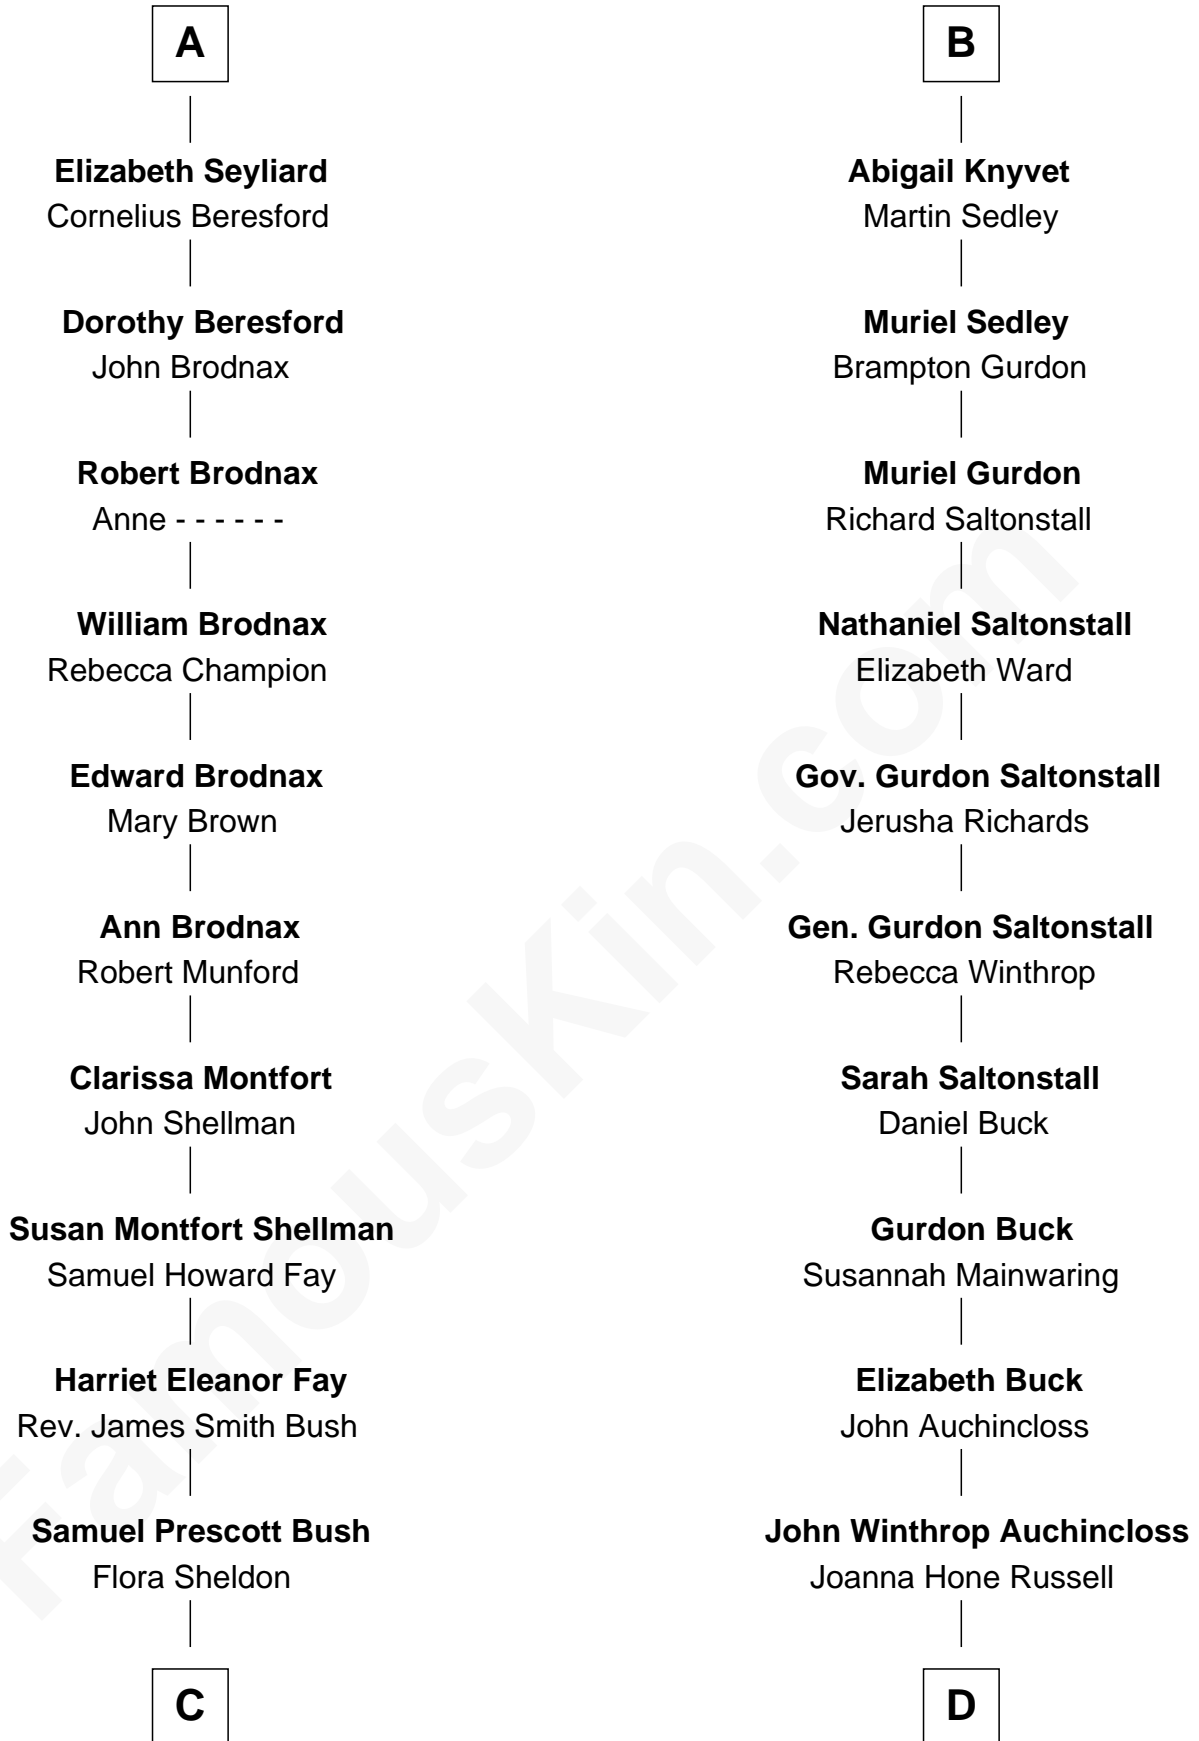 A
Elizabeth Seyliard
Cornelius Beresford
Dorothy Beresford
John Brodnax
Robert Brodnax
Anne - - - - - -
William Brodnax
Rebecca Champion
Edward Brodnax
Mary Brown
Ann Brodnax
Robert Munford
Clarissa Montfort
John Shellman
Susan Montfort Shellman
Samuel Howard Fay
Harriet Eleanor Fay
Rev. James Smith Bush
Samuel Prescott Bush
Flora Sheldon
C
B
Abigail Knyvet
Martin Sedley
Muriel Sedley
Brampton Gurdon
Muriel Gurdon
Richard Saltonstall
Nathaniel Saltonstall
Elizabeth Ward
Gov. Gurdon Saltonstall
Jerusha Richards
Gen. Gurdon Saltonstall
Rebecca Winthrop
Sarah Saltonstall
Daniel Buck
Gurdon Buck
Susannah Mainwaring
Elizabeth Buck
John Auchincloss
John Winthrop Auchincloss
Joanna Hone Russell
D
FamousKin.com